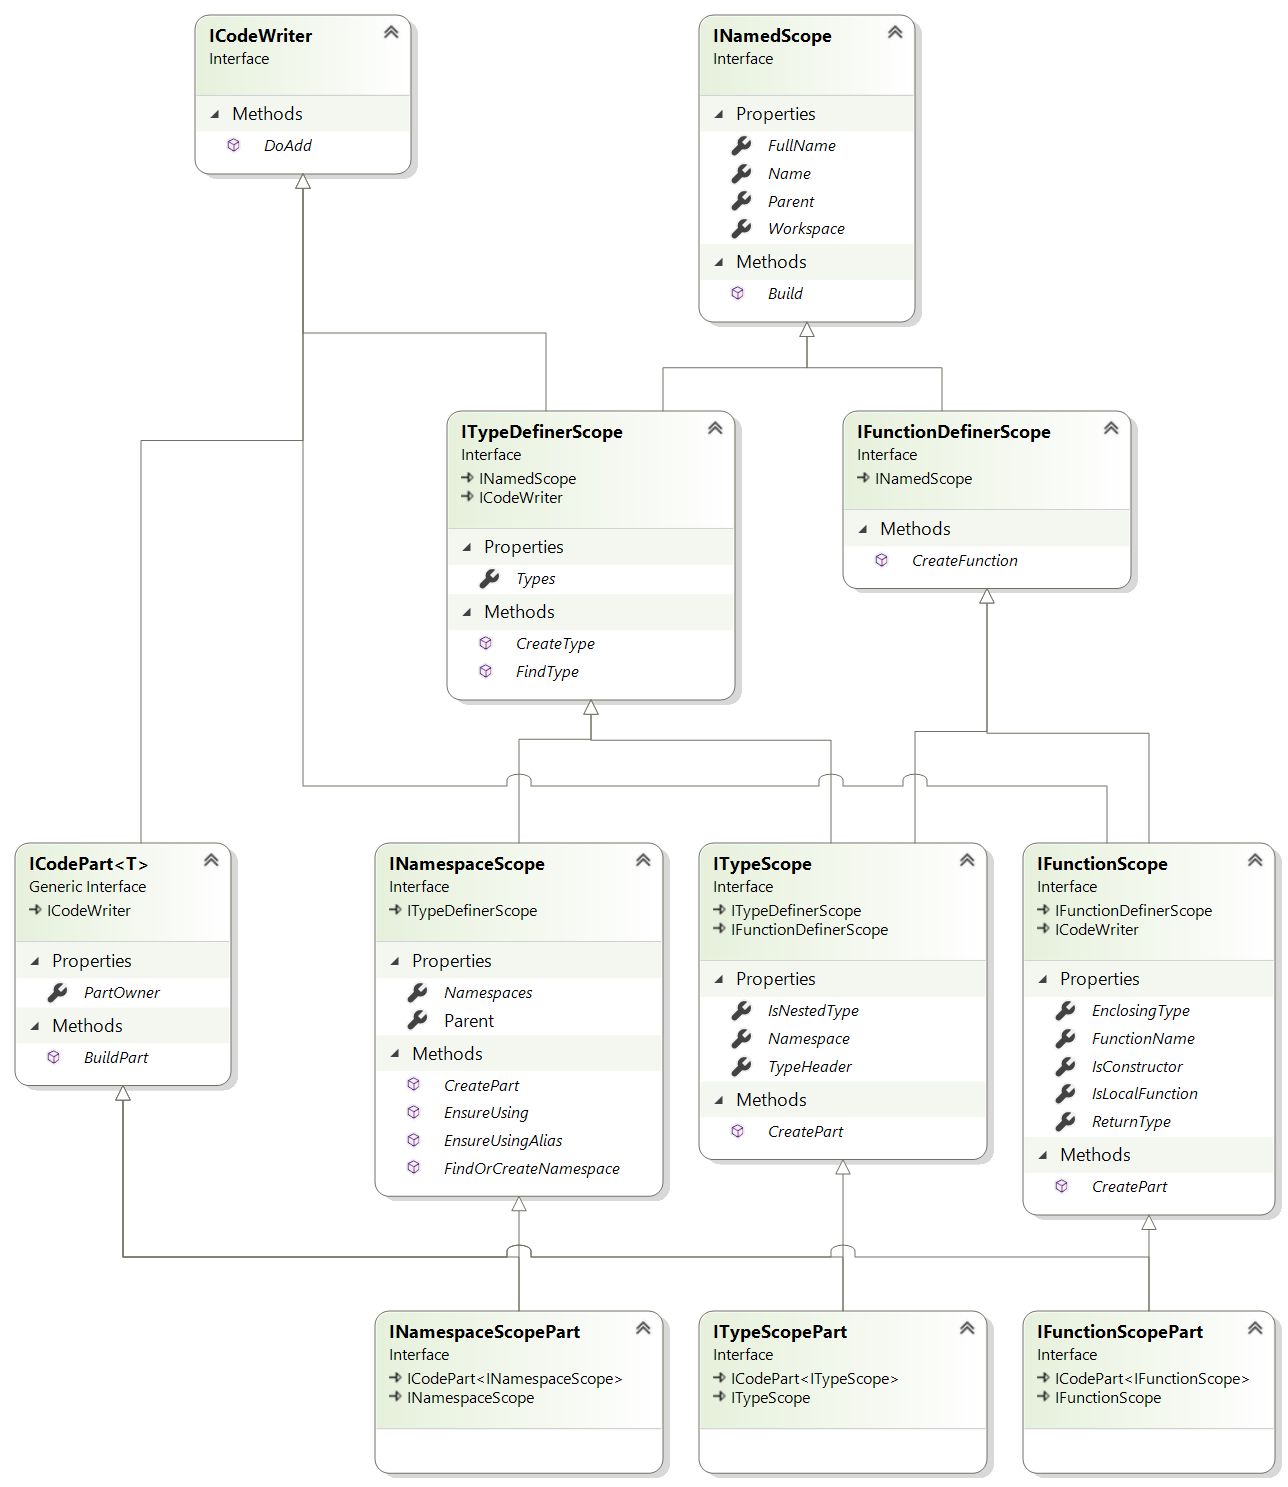 ICodeWriter
Interface
Methods
DoAdd
INamedScope
Interface
Properties
FullName
Name
Parent
Workspace
Methods
Build
ITypeDefinerScope
Interface
INamedScope
ICodeWriter
Properties
Types
Methods
CreateType
FindType
IFunctionDefinerScope
Interface
INamedScope
Methods
CreateFunction
ICodePart<T>
Generic Interface
ICodeWriter
Properties
PartOwner
Methods
BuildPart
INamespaceScope
Interface
ITypeDefinerScope
Properties
Namespaces
Parent
Methods
CreatePart
EnsureUsing
EnsureUsingAlias
FindOrCreateNamespace
ITypeScope
Interface
ITypeDefinerScope
IFunctionDefinerScope
Properties
IsNestedType
Namespace
TypeHeader
Methods
CreatePart
IFunctionScope
Interface
IFunctionDefinerScope
ICodeWriter
Properties
EnclosingType
FunctionName
IsConstructor
IsLocalFunction
ReturnType
Methods
CreatePart
INamespaceScopePart
Interface
ICodePart<INamespaceScope>
INamespaceScope
ITypeScopePart
Interface
ICodePart<ITypeScope>
ITypeScope
IFunctionScopePart
Interface
ICodePart<IFunctionScope>
IFunctionScope